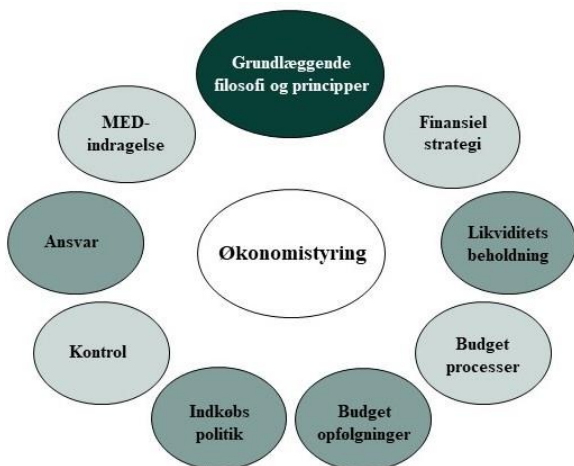 Grundlæggende
filosofi og principper
MED-
indragelse
Finansiel
strategi
Ansvar
Økonomistyring
Likviditets
beholdning
Kontrol
Budget
processer
Indkøbs
politik
Budget
opfølgninger